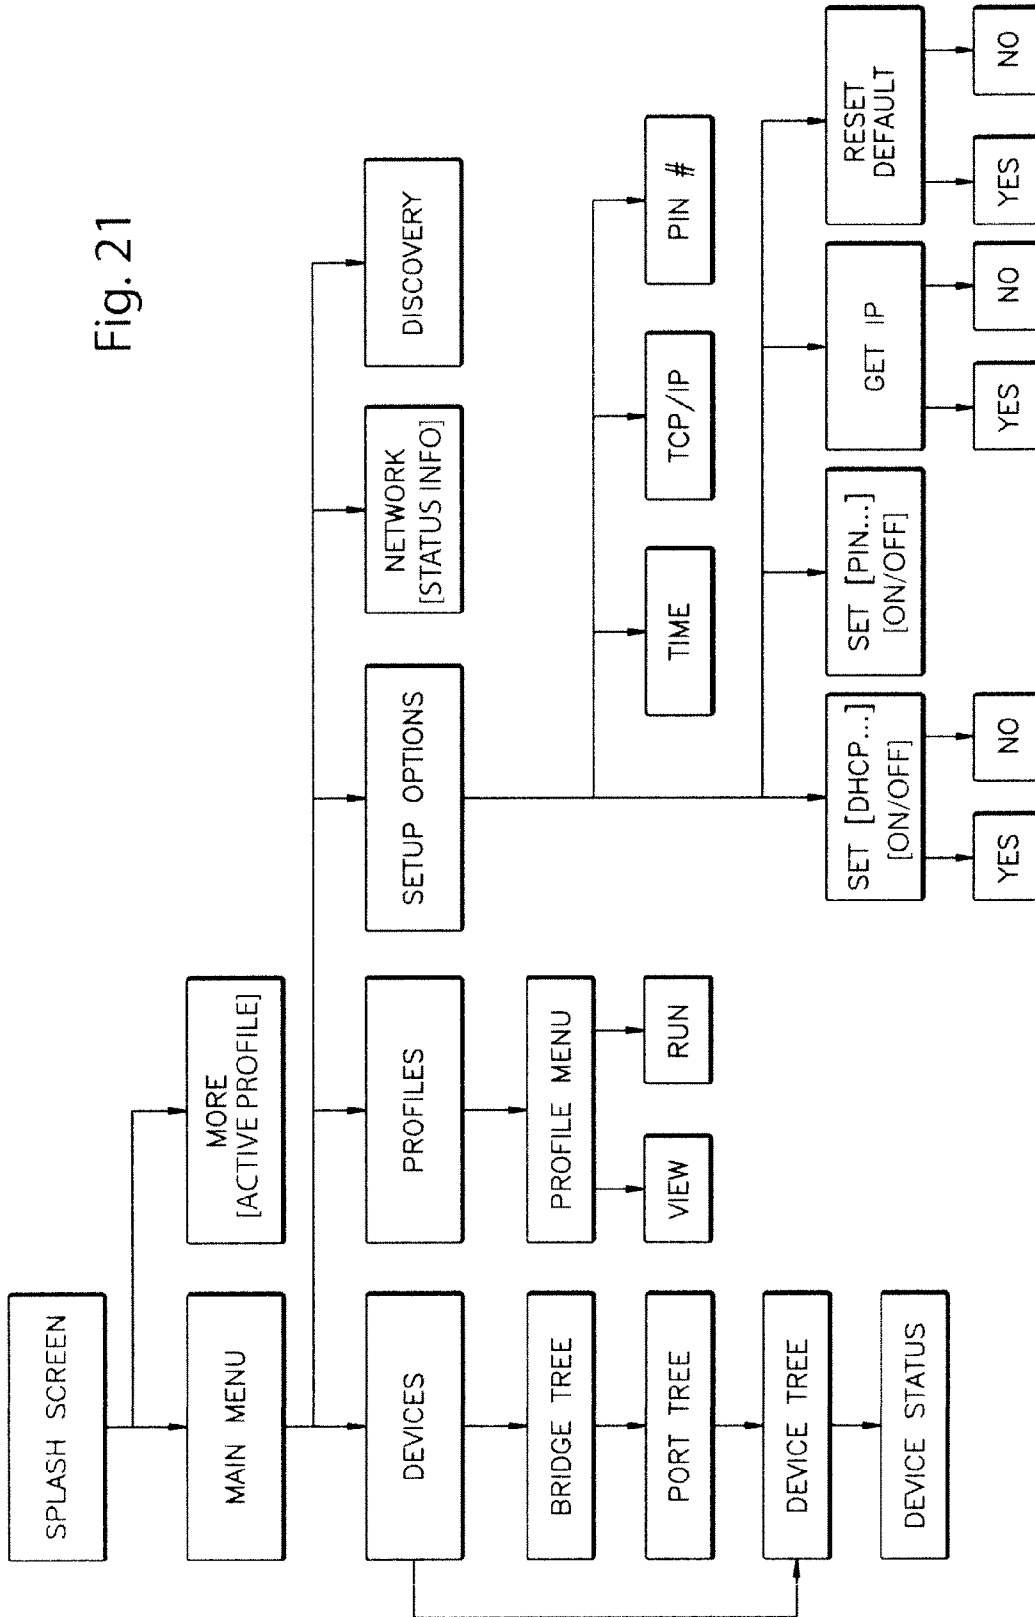 Fig. 21
SPLASH SCREEN
MAIN MENU
MORE
[ACTIVE PROFILE]
DEVICES
PROFILES
SETUP OPTIONS
NETWORK
[STATUS INFO]
DISCOVERY
BRIDGE TREE
PROFILE MENU
PORT TREE
VIEW
RUN
TIME
TCP/IP
PIN #
DEVICE TREE
DEVICE STATUS
SET [DHCP...]
[ON/OFF]
SET [PIN...]
[ON/OFF]
GET IP
RESET
DEFAULT
YES
NO
YES
NO
YES
NO